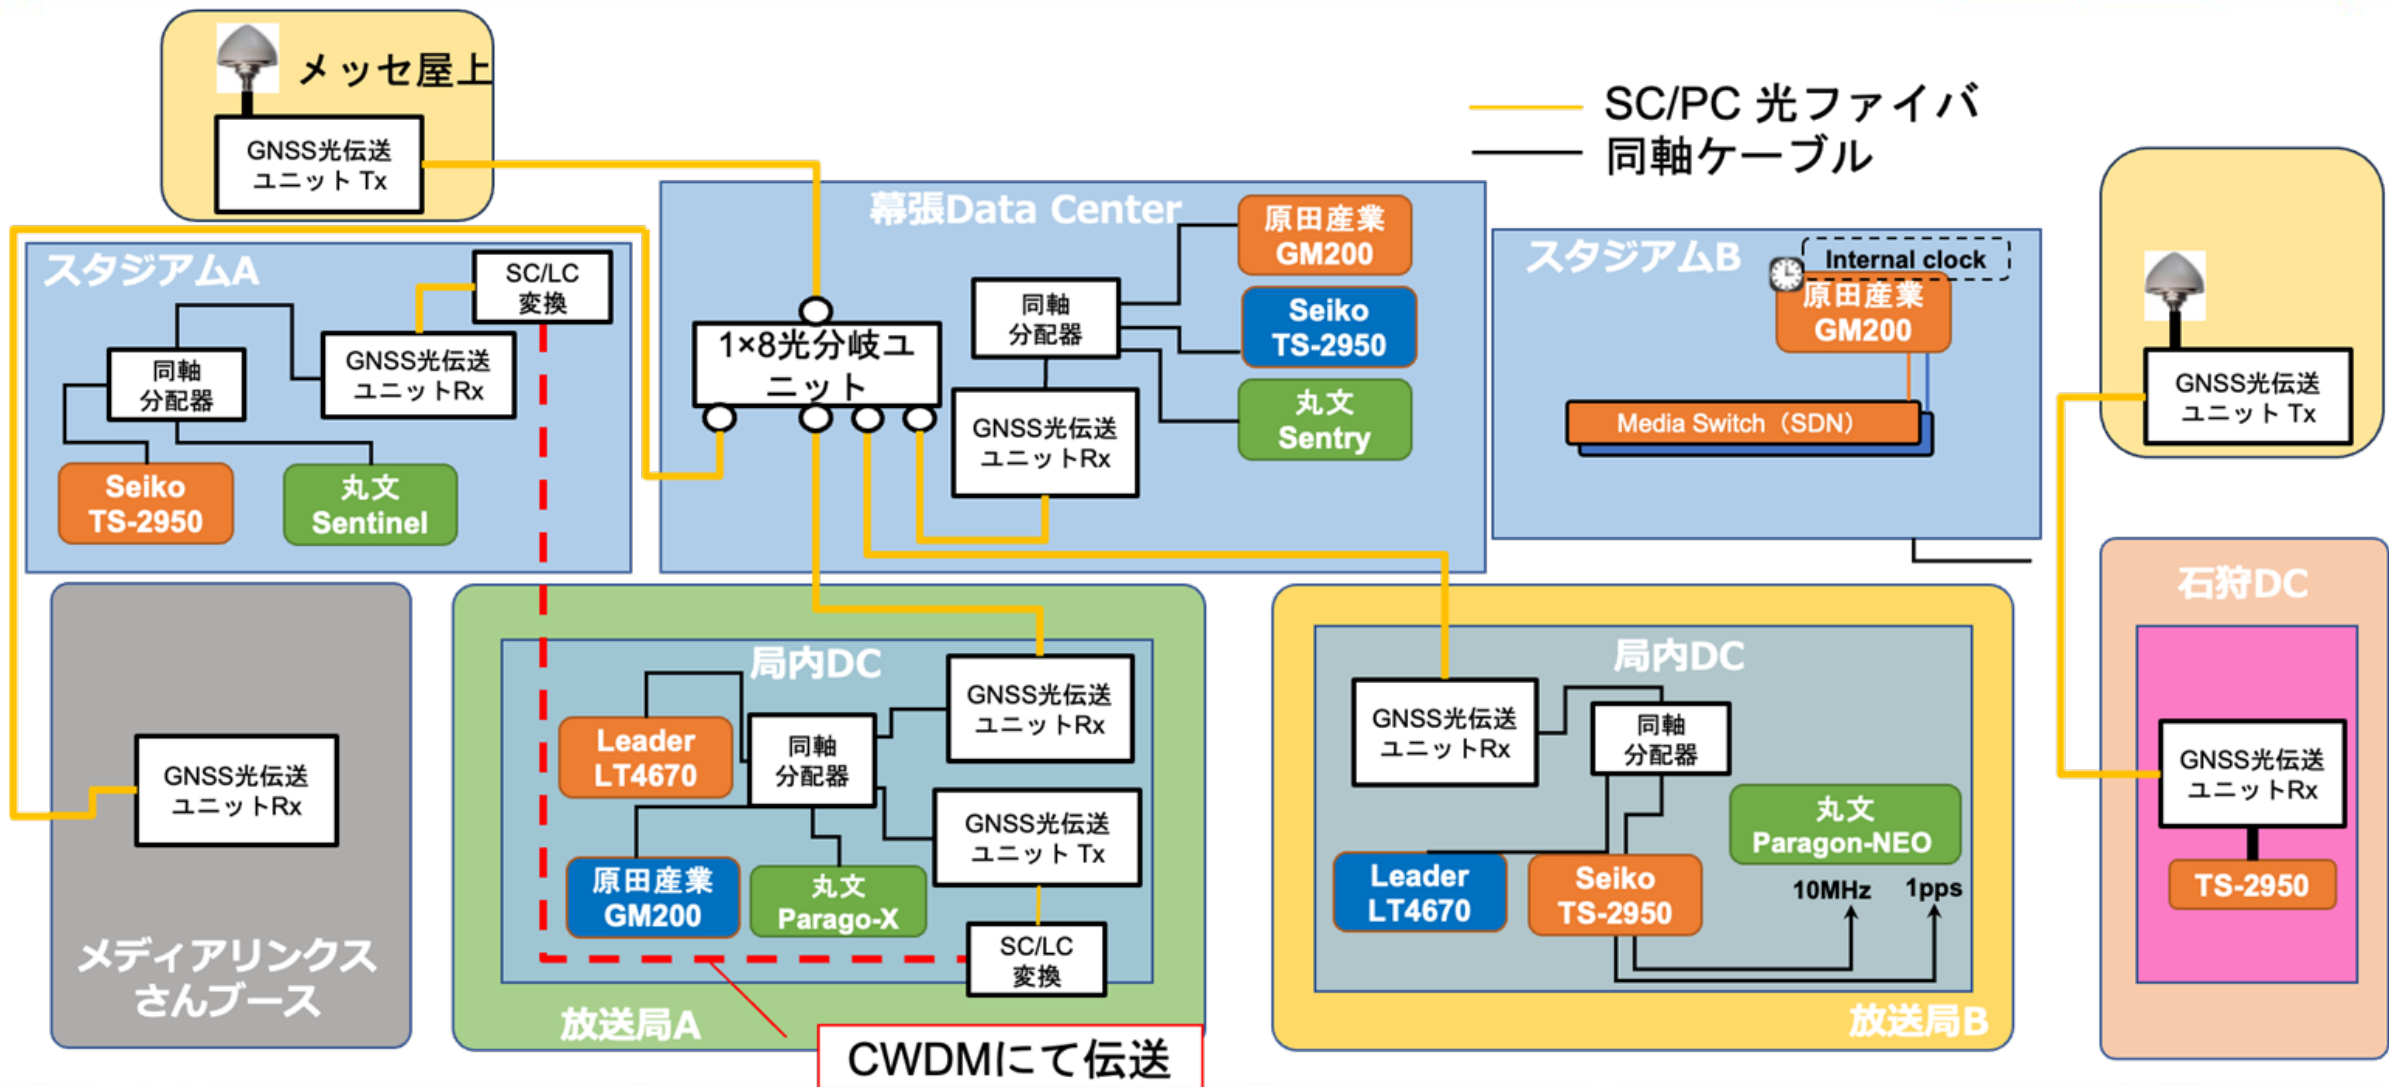 メッセ屋上
GNSS光伝送
ユニット Tx
SC/PC 光ファイバ
同軸ケーブル
スタジアムA
SC/LC
変換
GNSS光伝送
ユニットRx
同軸
分配器
Seiko
TS-2950
丸文
Sentinel
幕張Data Center
1×8光分岐ユ
ニット
同軸
分配器
GNSS光伝送
ユニットRx
原田産業
GM200
Seiko
TS-2950
丸文
Sentry
スタジアムB
Internal clock
原田産業
GM200
Media Switch（SDN）
GNSS光伝送
ユニット Tx
GNSS光伝送
ユニットRx
メディアリンクス
さんブース
局内DC
Leader
LT4670
同軸
分配器
GNSS光伝送
ユニットRx
GNSS光伝送
ユニット Tx
原田産業
GM200
丸文
Parago-X
SC/LC
変換
放送局A
CWDMにて伝送
局内DC
GNSS光伝送
ユニットRx
同軸
分配器
丸文
Paragon-NEO
Leader
LT4670
Seiko
TS-2950
10MHz
1pps
放送局B
石狩DC
GNSS光伝送
ユニットRx
TS-2950